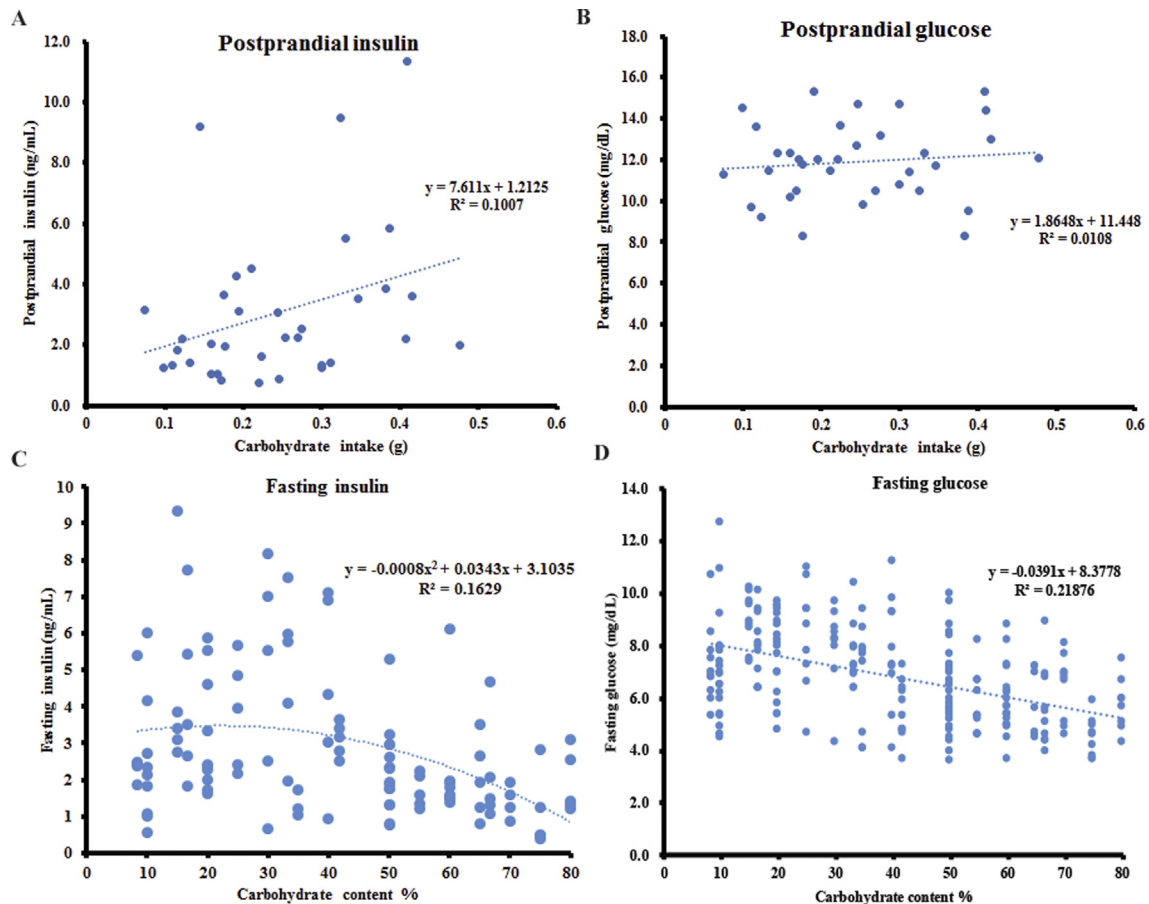 A
Postprandial insulin
12.0
10.0
8.0
6.0
4.0
2.0
0.0
Postprandial insulin (ng/mL)
y = 7.611x + 1.2125
R² = 0.1007
0 0.1 0.2 0.3 0.4 0.5 0.6
Carbohydrate intake (g)
B
Postprandial glucose
18.0
16.0
14.0
12.0
10.0
8.0
6.0
4.0
2.0
0.0
Postprandial glucose (mg/dL)
y = 1.8648x + 11.448
R² = 0.0108
0 0.1 0.2 0.3 0.4 0.5 0.6
Carbohydrate intake (g)
C
Fasting insulin
10
9
8
7
6
5
4
3
2
1
0
Fasting insulin (ng/mL)
y = -0.0008x² + 0.0343x + 3.1035
R² = 0.1629
0 10 20 30 40 50 60 70 80
Carbohydrate content %
D
Fasting glucose
14.0
12.0
10.0
8.0
6.0
4.0
2.0
0.0
Fasting glucose (mg/dL)
y = -0.0391x + 8.3778
R² = 0.21876
0 10 20 30 40 50 60 70 80
Carbohydrate content %